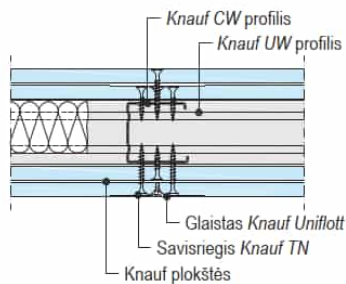 Knauf CW profilis
Knauf UW profilis
Glaistas Knauf Uniflott
Savisriegis Knauf TN
Knauf plokštės